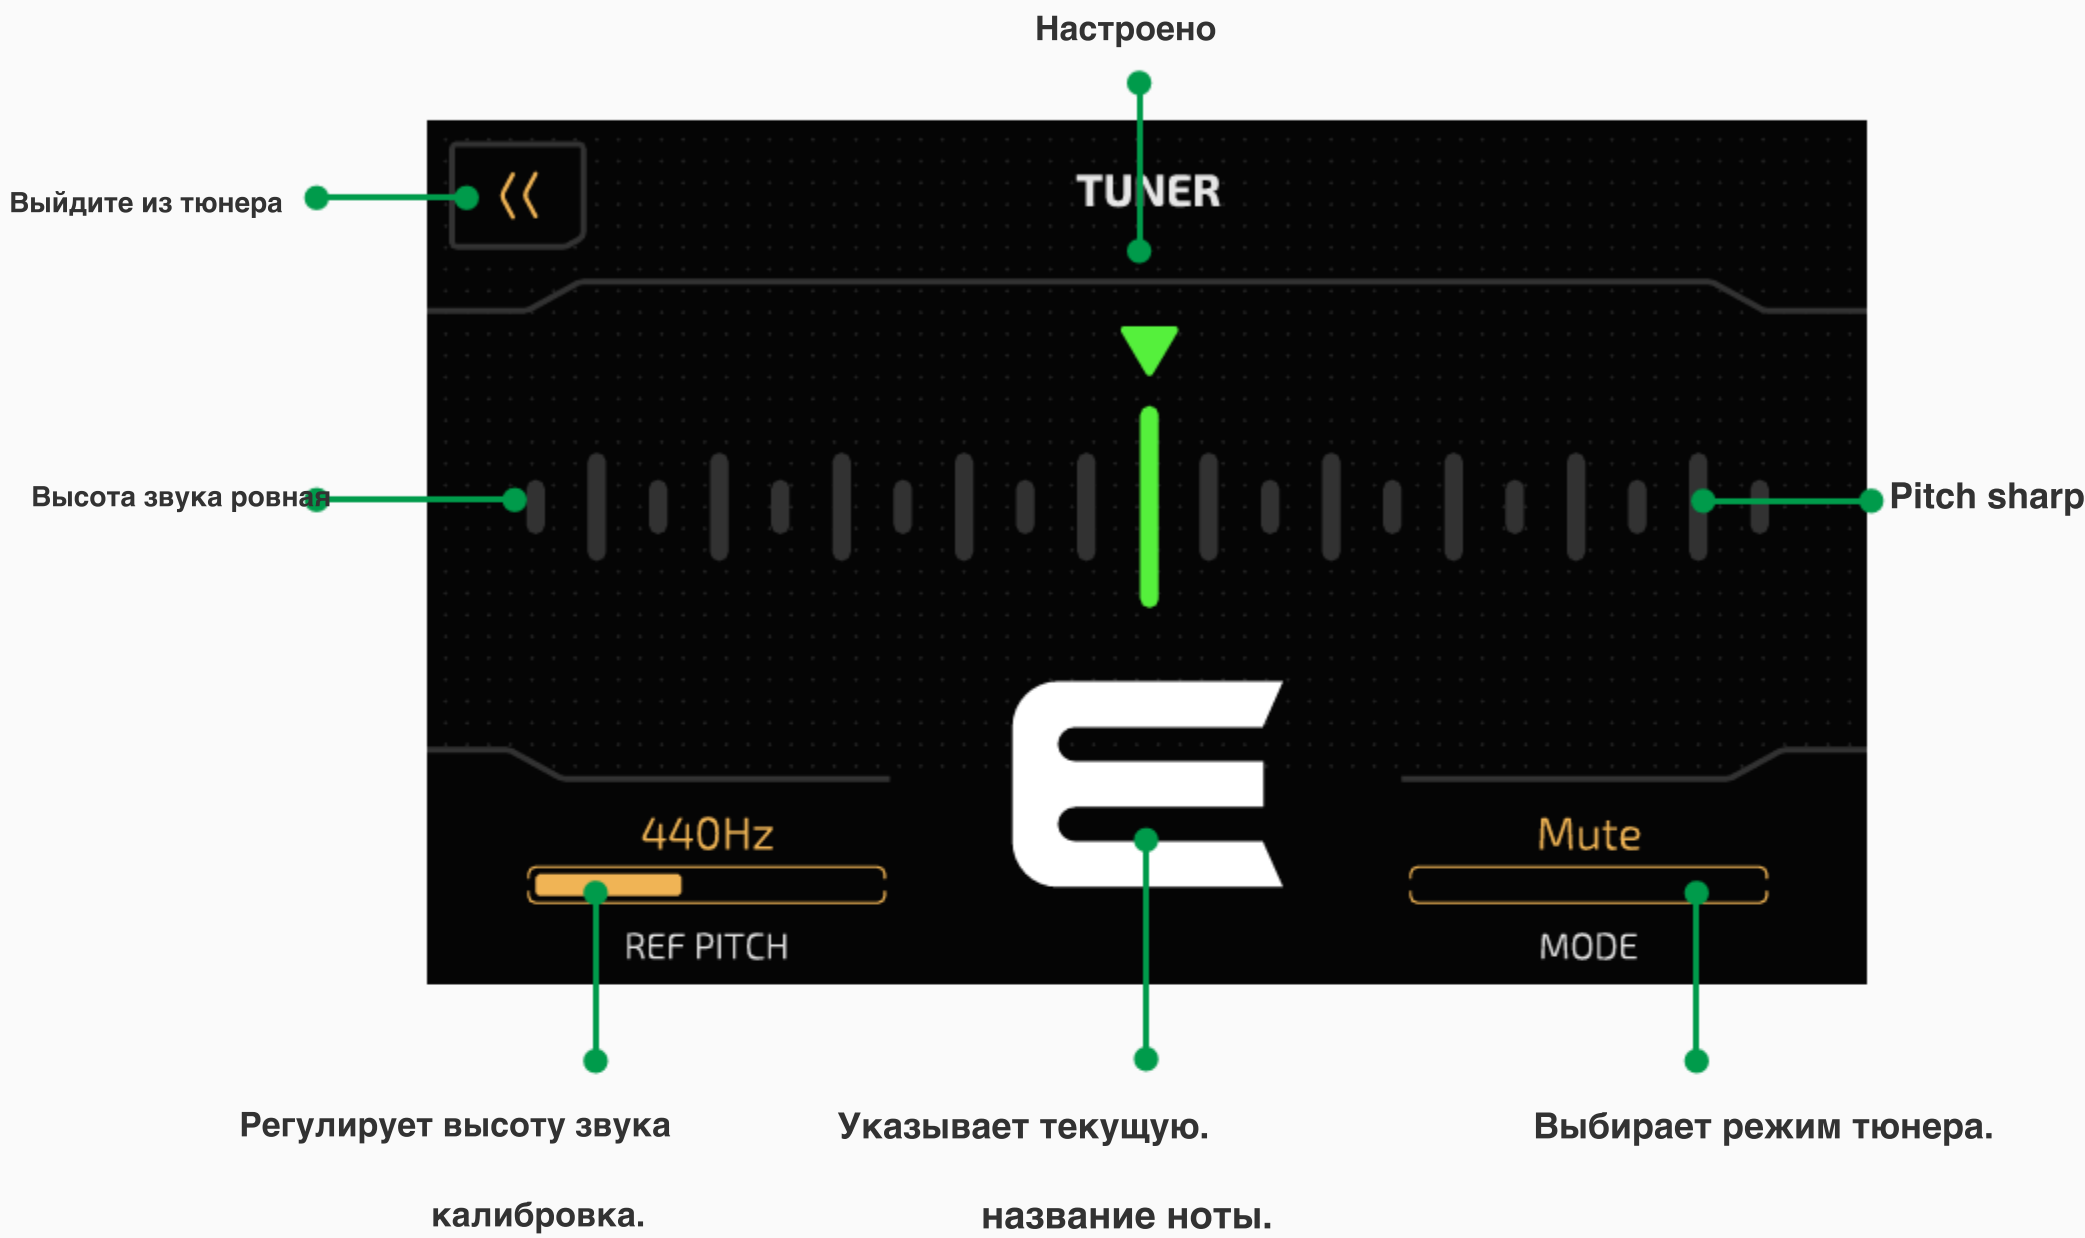 Настроено
Выйдите из тюнера
TUNER
Высота звука ровная
Pitch sharp
E
440Hz
Mute
REF PITCH
MODE
Регулирует высоту звука
калибровка.
Указывает текущую.
название ноты.
Выбирает режим тюнера.